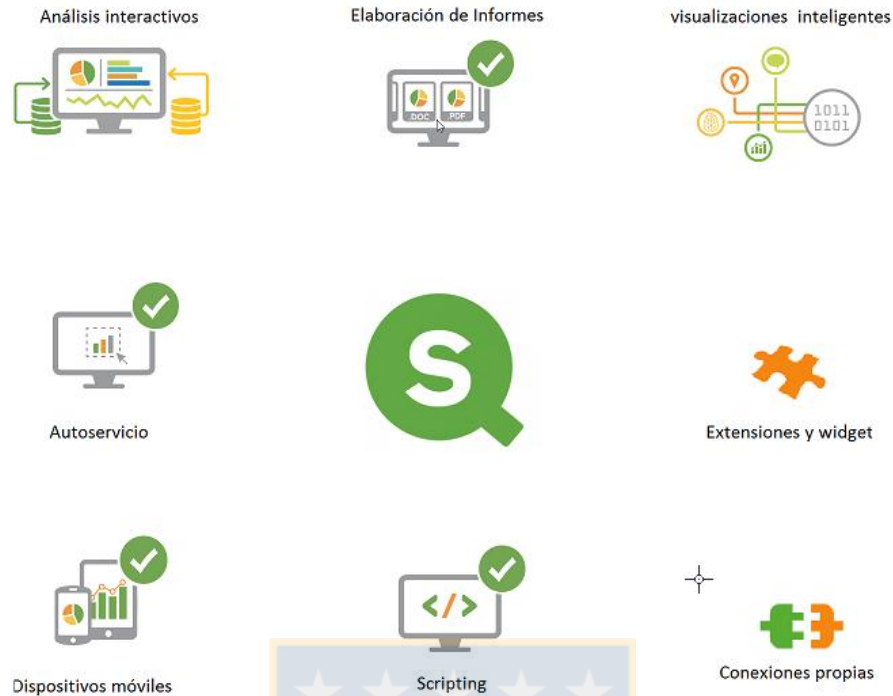 Análisis interactivos
Elaboración de Informes
visualizaciones inteligentes
.DOC
PDF
1011
0101
S
Autoservicio
Extensiones y widget
</>
Dispositivos móviles
Scripting
Conexiones propias